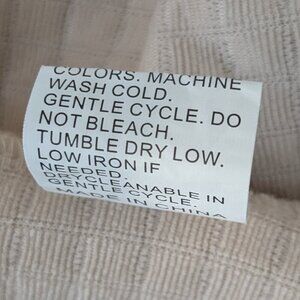 COLORS. MACHINE
WASH COLD.
GENTLE CYCLE. DO
NOT BLEACH.
TUMBLE DRY LOW.
LOW IRON IF
NEEDED.
DRYCLEANABLE IN
GENTLE CYCLE.
MADE IN CHINA